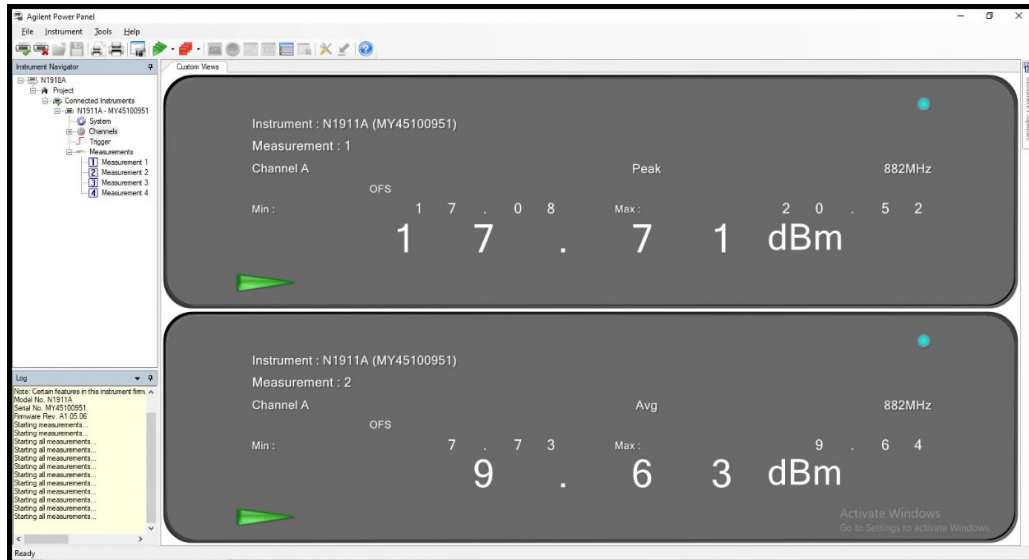 Agilent Power Panel
File Instrument Tools Help
Instrument Navigator
N1918A
Project
Connected Instruments
N1911A - MY45100951
System
Channels
Trigger
Measurements
1 Measurement 1
2 Measurement 2
3 Measurement 3
4 Measurement 4
Custom Views
Instrument : N1911A (MY45100951)
Measurement : 1
Channel A Peak 882MHz
OFS
Min : 17.08 Max : 20.52
17.71 dBm
Instrument : N1911A (MY45100951)
Measurement : 2
Channel A Avg 882MHz
OFS
Min : 7.73 Max : 9.64
9.63 dBm
Activate Windows
Go to Settings to activate Windows.
Log
Note: Certain features in this instrument firm
Model No. N1911A
Serial No. MY45100951
Firmware Rev. A1.05.06
Starting measurements...
Starting measurements...
Starting all measurements...
Starting all measurements...
Starting all measurements...
Starting all measurements...
Starting all measurements...
Starting all measurements...
Starting all measurements...
Starting all measurements...
Starting all measurements...
Starting all measurements...
Ready